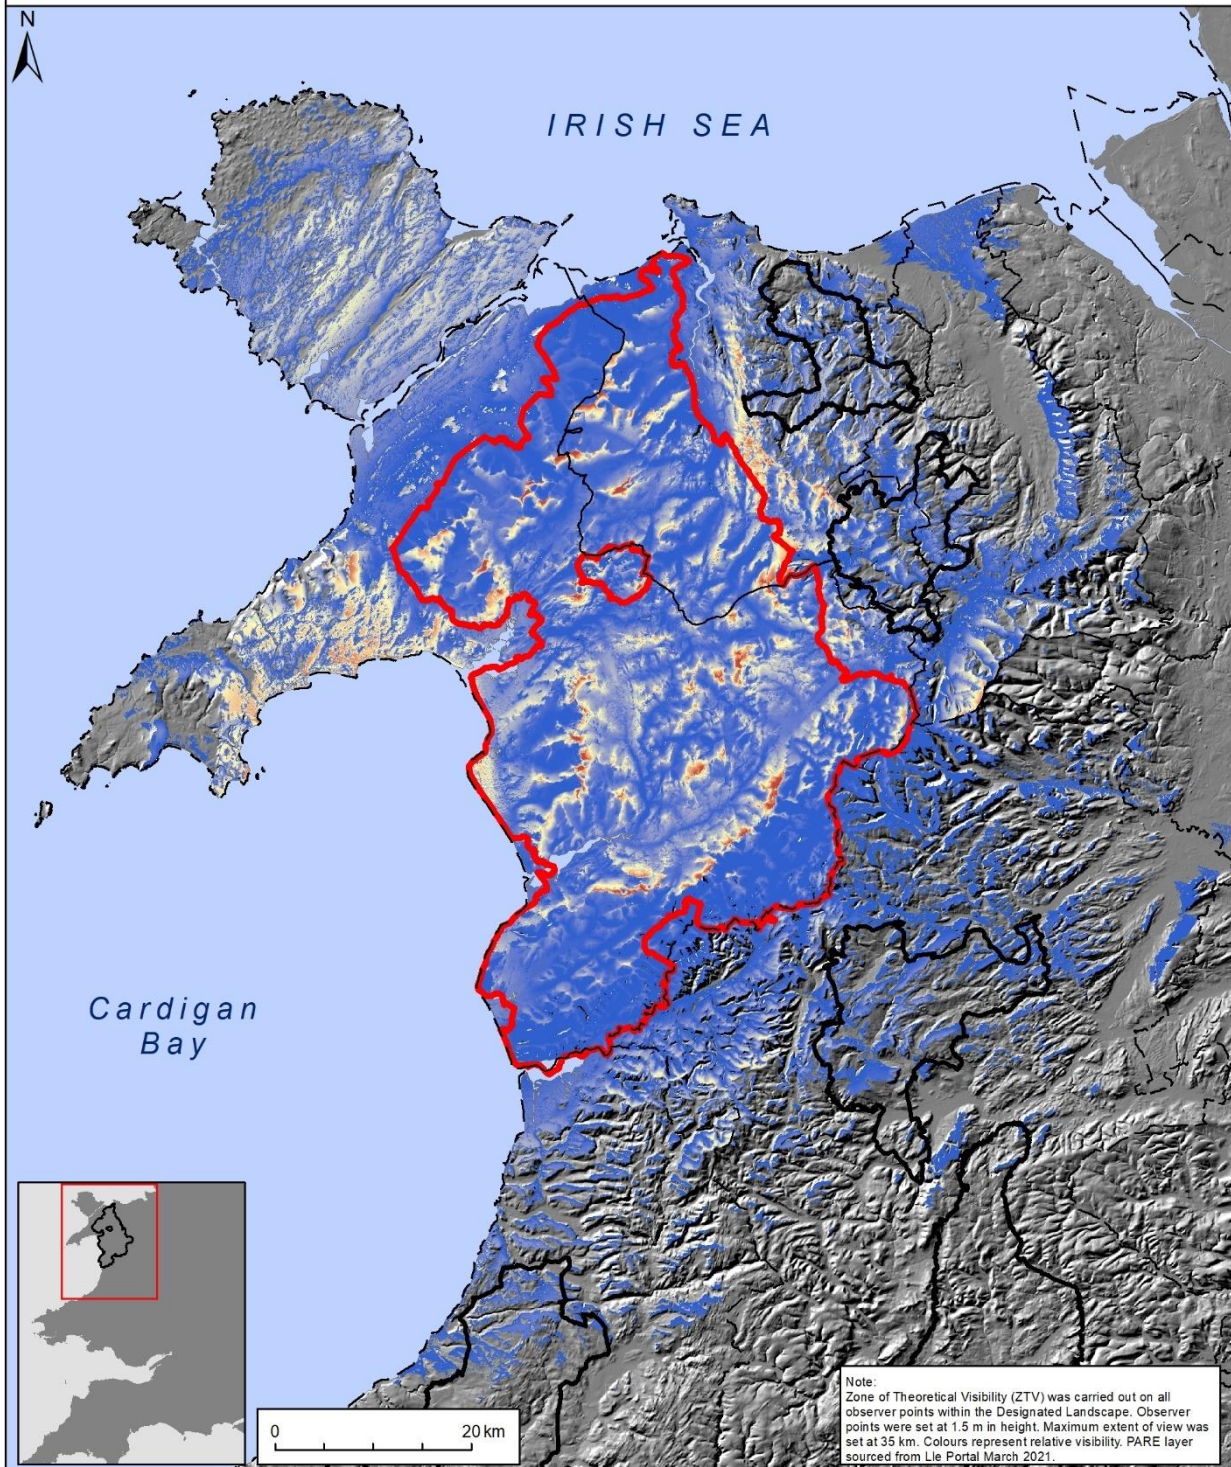 N
IRISH SEA
Cardigan
Bay
0
20 km
Note:
Zone of Theoretical Visibility (ZTV) was carried out on all
observer points within the Designated Landscape. Observer
points were set at 1.5 m in height. Maximum extent of view was
set at 35 km. Colours represent relative visibility. PARE layer
sourced from Lle Portal March 2021.